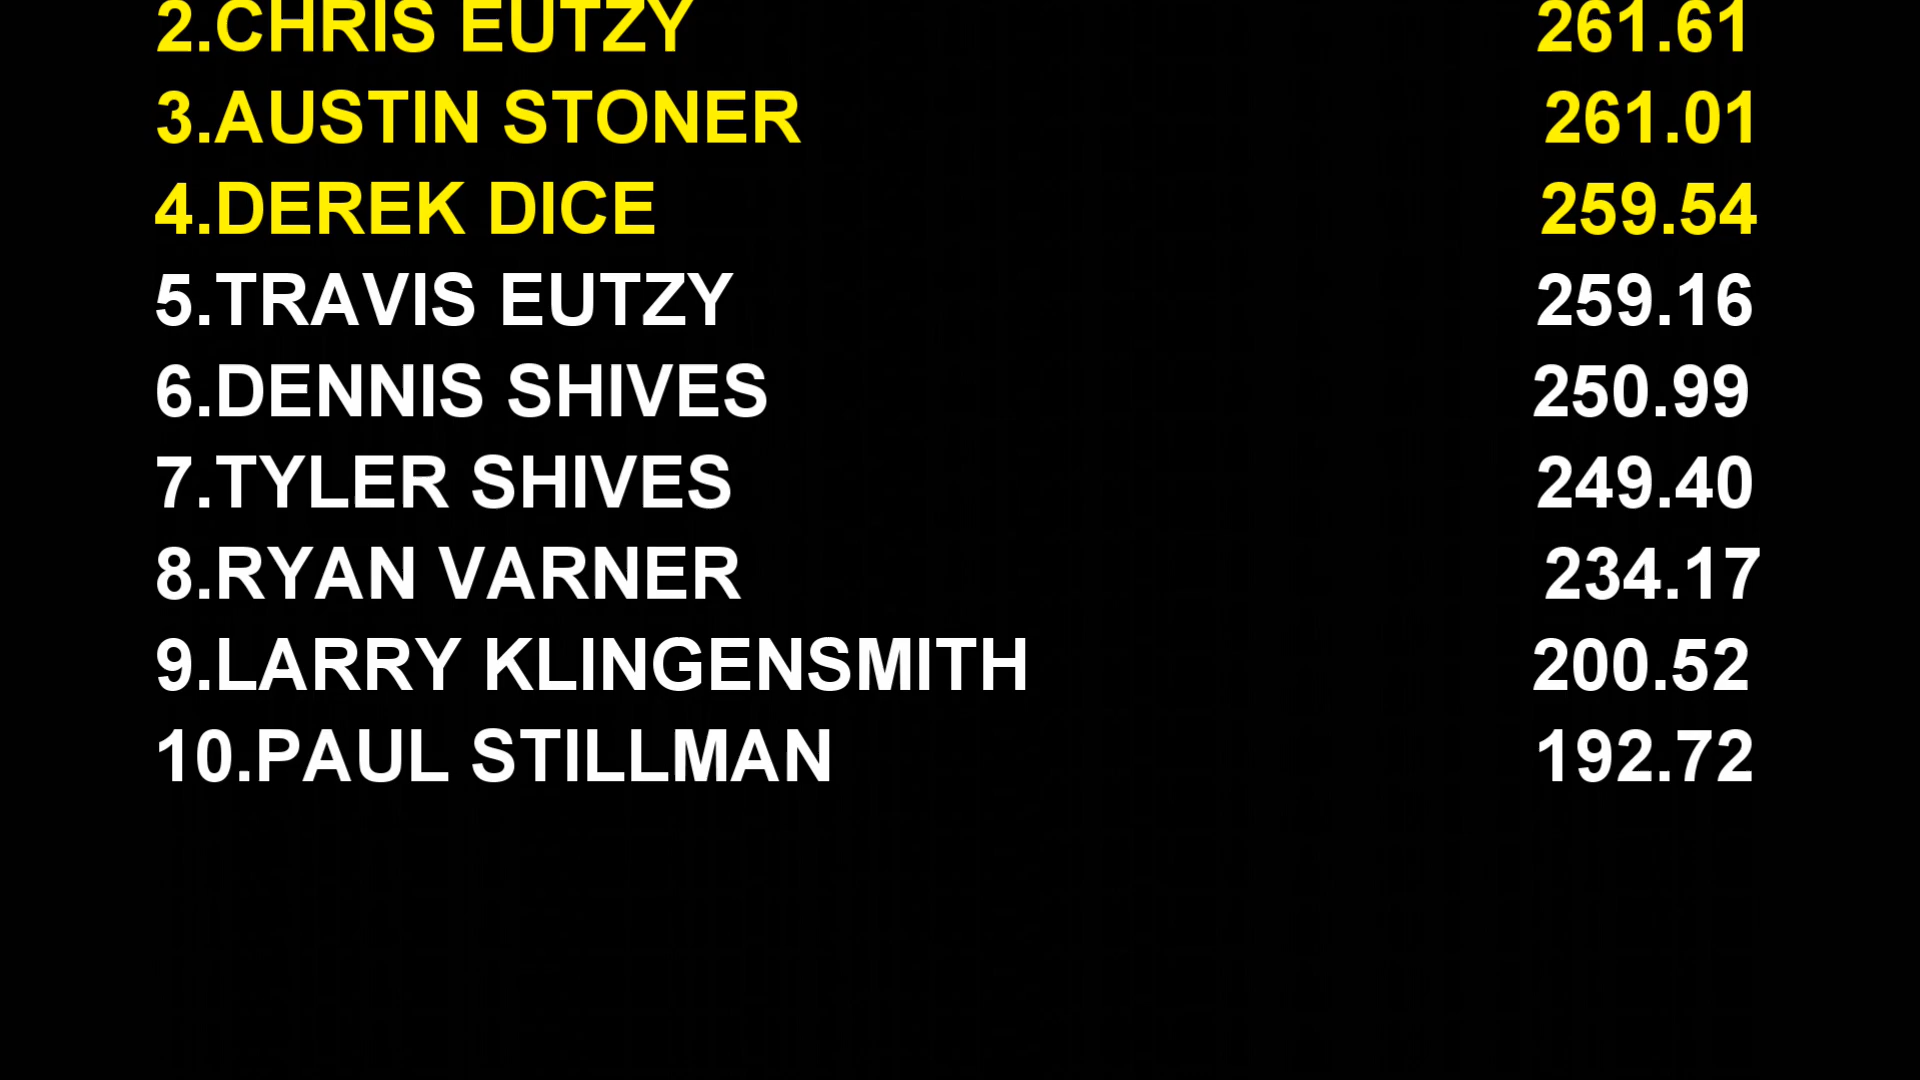 2.CHRIS EUTZY 261.61
3.AUSTIN STONER 261.01
4.DEREK DICE 259.54
5.TRAVIS EUTZY 259.16
6.DENNIS SHIVES 250.99
7.TYLER SHIVES 249.40
8.RYAN VARNER 234.17
9.LARRY KLINGENSMITH 200.52
10.PAUL STILLMAN 192.72